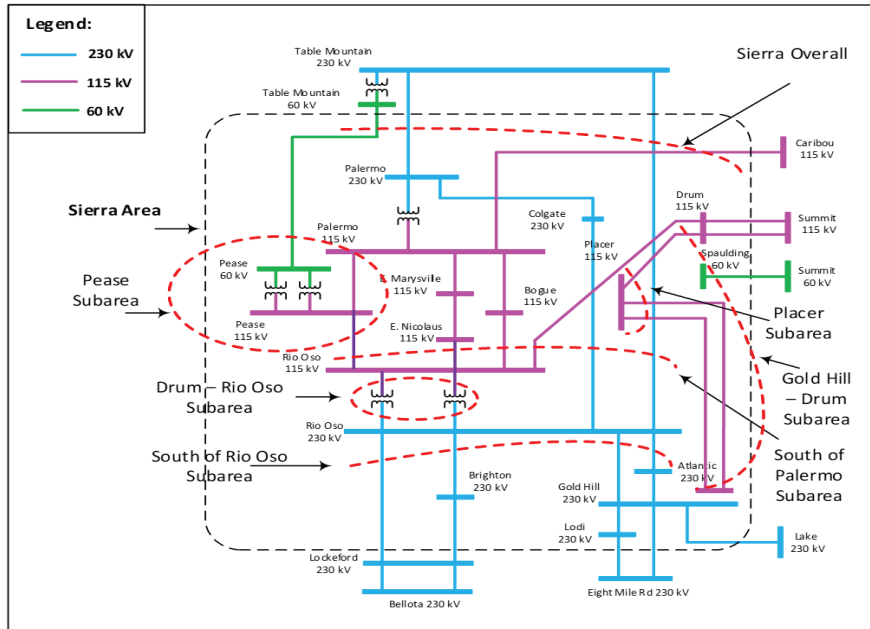 Legend:
230 kV
115 kV
60 kV
Table Mountain
230 kV
Sierra Overall
Table Mountain
60 kV
Caribou
115 kV
Palermo
230 kV
Drum
115 kV
Colgate
230 kV
Summit
115 kV
Sierra Area
Palermo
115 kV
Placer
115 kV
Spaulding
60 kV
Summit
60 kV
Pease
Subarea
Pease
60 kV
E. Marysville
115 kV
Bogue
115 kV
Placer
Subarea
Pease
115 kV
E. Nicolaus
115 kV
Rio Oso
115 kV
Gold Hill
– Drum
Subarea
Drum – Rio Oso
Subarea
Rio Oso
230 kV
South of
Palermo
Subarea
South of Rio Oso
Subarea
Brighton
230 kV
Gold Hill
230 kV
Atlantic
230 kV
Lodi
230 kV
Lake
230 kV
Lockeford
230 kV
Bellota 230 kV
Eight Mile Rd 230 kV